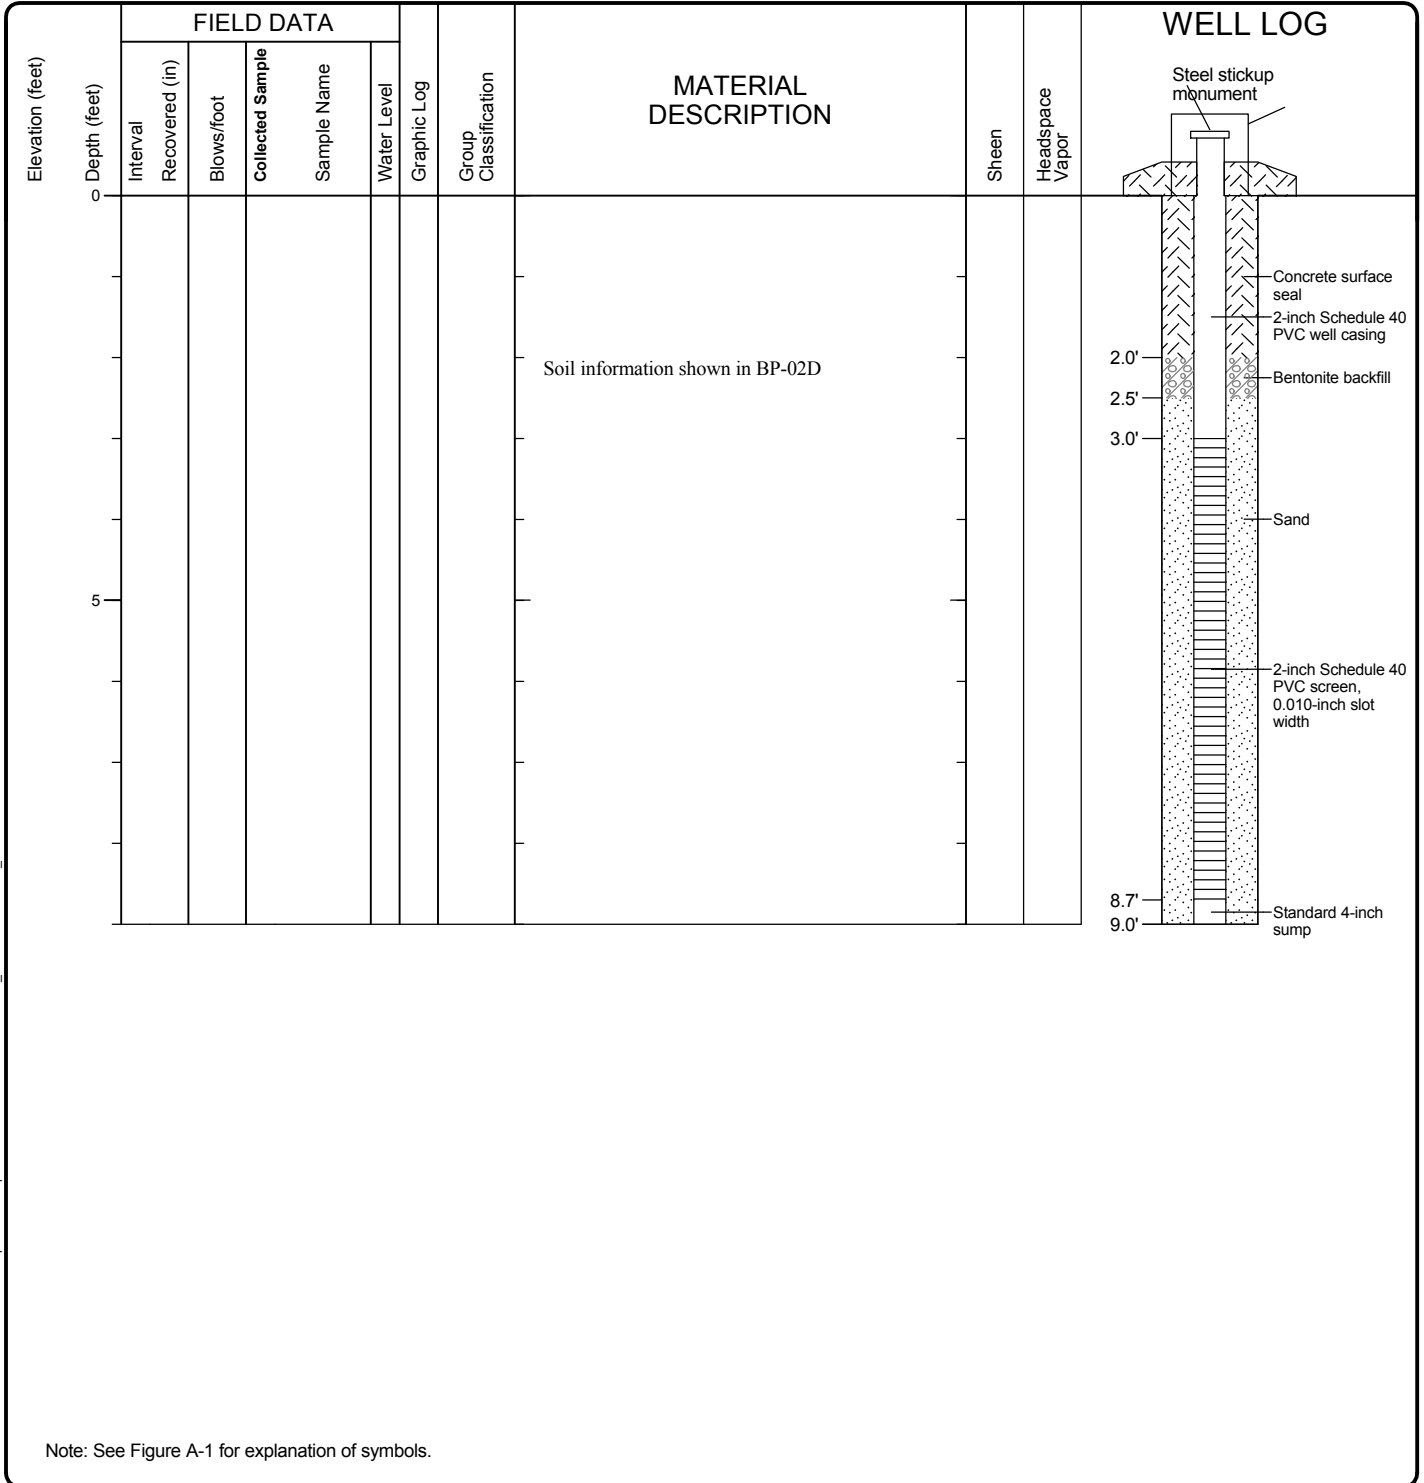 FIELD DATA
WELL LOG
Elevation (feet)
Depth (feet)
Interval
Recovered (in)
Blows/foot
Collected Sample
Sample Name
Water Level
Graphic Log
Group
Classification
MATERIAL
DESCRIPTION
Sheen
Headspace
Vapor
Steel stickup
monument
0
Concrete surface
seal
2-inch Schedule 40
PVC well casing
2.0'
Soil information shown in BP-02D
Bentonite backfill
2.5'
3.0'
Sand
5
2-inch Schedule 40
PVC screen,
0.010-inch slot
width
8.7'
Standard 4-inch
sump
9.0'
Note: See Figure A-1 for explanation of symbols.